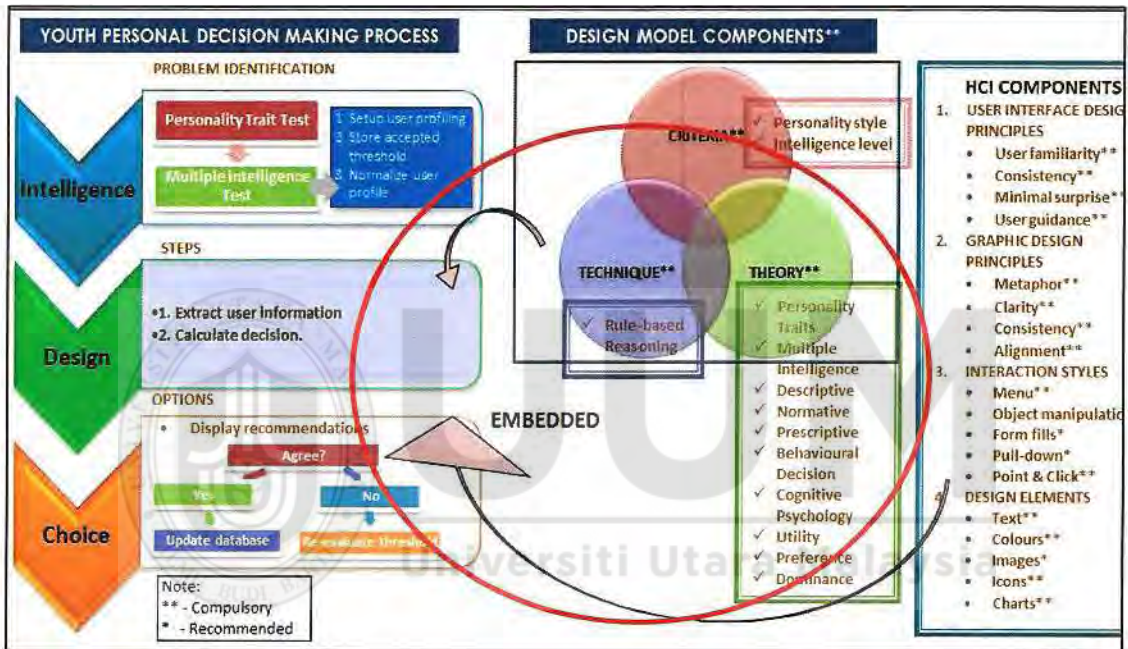 YOUTH PERSONAL DECISION MAKING PROCESS
PROBLEM IDENTIFICATION
Intelligence
Personality Trait Test
Multiple Intelligence
Test
1 Setup user profiling
3 Store accepted
threshold
3. Normalize user
profile
STEPS
Design
•1. Extract user information
•2. Calculate decision.
OPTIONS
Choice
• Display recommendations
Agree?
Yes
No
Update database
Re-evaluate threshold
Note:
** - Compulsory
* - Recommended
DESIGN MODEL COMPONENTS**
CRITERIA**
✓ Personality style
✓ Intelligence level
TECHNIQUE**
✓ Rule-based
Reasoning
THEORY**
✓ Personality
Traits
✓ Multiple
Intelligence
✓ Descriptive
✓ Normative
✓ Prescriptive
✓ Behavioural
Decision
✓ Cognitive
Psychology
✓ Utility
✓ Preference
✓ Dominance
EMBEDDED
HCI COMPONENTS
1. USER INTERFACE DESIG
PRINCIPLES
• User familiarity**
• Consistency**
• Minimal surprise**
• User guidance**
2. GRAPHIC DESIGN
PRINCIPLES
• Metaphor**
• Clarity**
• Consistency**
• Alignment**
3. INTERACTION STYLES
• Menu**
• Object manipulatic
• Form fills*
• Pull-down*
• Point & Click**
4. DESIGN ELEMENTS
• Text**
• Colours**
• Images*
• Icons**
• Charts**
UUM
Universiti Utara Malaysia